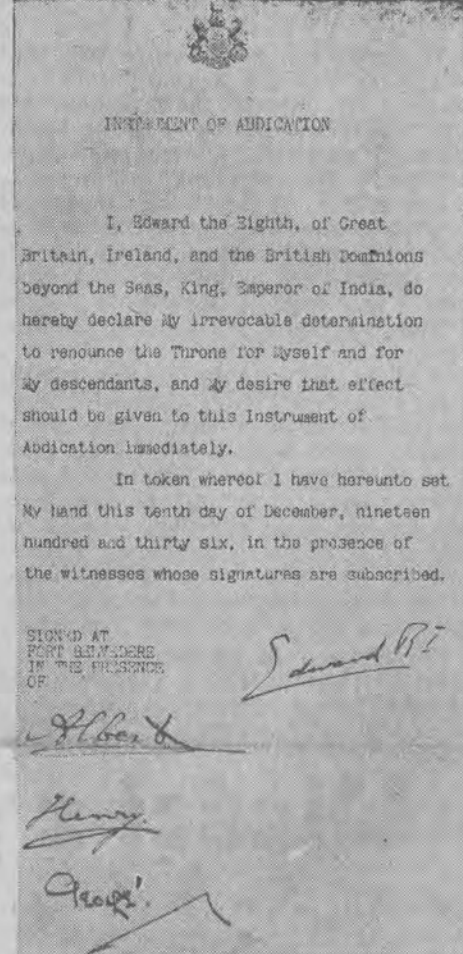 INSTRUMENT OF ABDICATION
I, Edward the Eighth, of Great
Britain, Ireland, and the British Dominions
beyond the Seas, King, Emperor of India, do
hereby declare My irrevocable determination
to renounce the Throne for Myself and for
My descendants, and My desire that effect
should be given to this Instrument of
Abdication immediately.
In token whereof I have hereunto set
My hand this tenth day of December, nineteen
hundred and thirty six, in the presence of
the witnesses whose signatures are subscribed.
SIGNED AT
FORT BELVEDERE
IN THE PRESENCE
OF
Edward RI
Albert
Henry.
George.